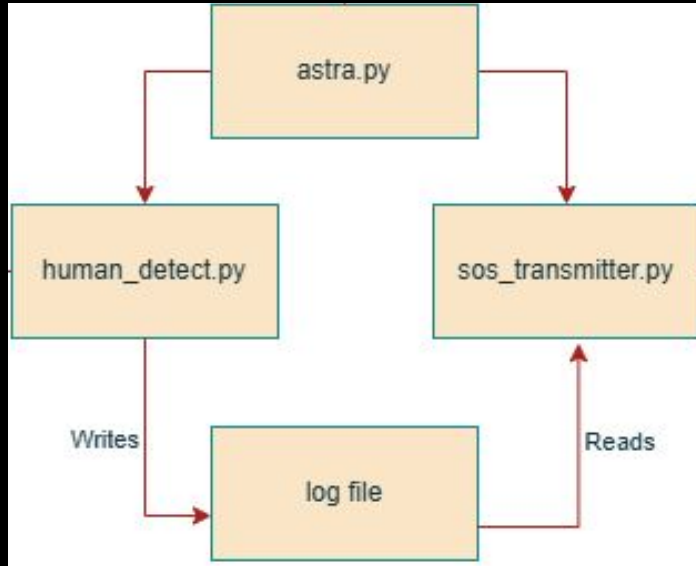 astra.py
human_detect.py
sos_transmitter.py
Writes
Reads
log file